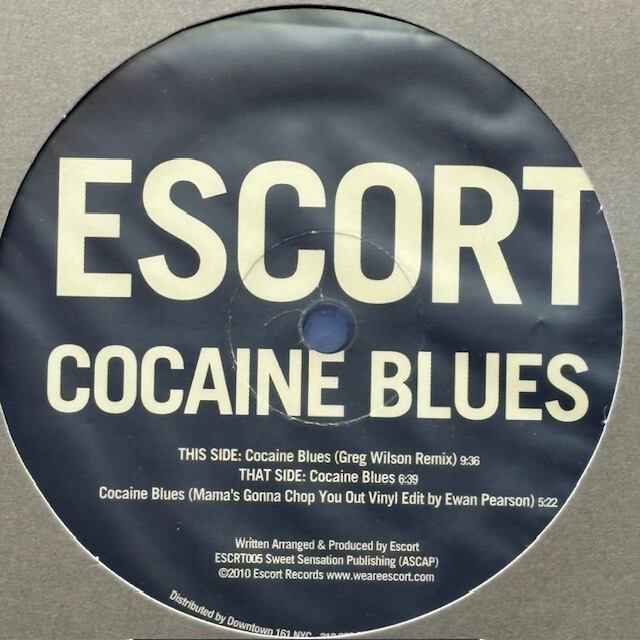 ESCORT
COCAINE BLUES
THIS SIDE: Cocaine Blues (Greg Wilson Remix) 9:36
THAT SIDE: Cocaine Blues 6:39
Cocaine Blues (Mama's Gonna Chop You Out Vinyl Edit by Ewan Pearson) 5:22
Written Arranged & Produced by Escort
ESCRT005 Sweet Sensation Publishing (ASCAP)
©2010 Escort Records www.weareescort.com
Distributed by Downtown 161 NYC